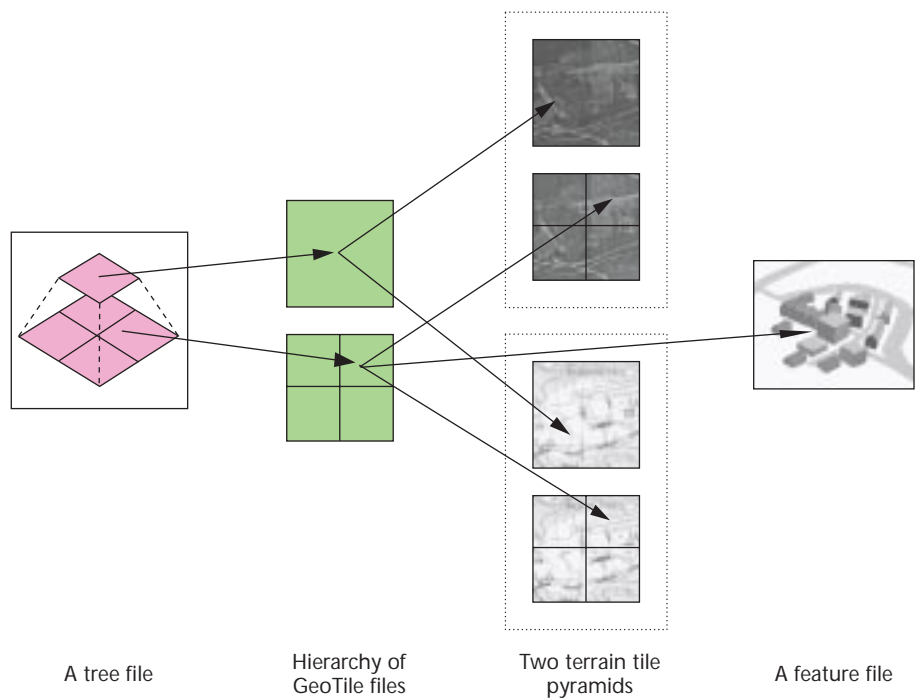 A tree file
Hierarchy of
GeoTile files
Two terrain tile
pyramids
A feature file